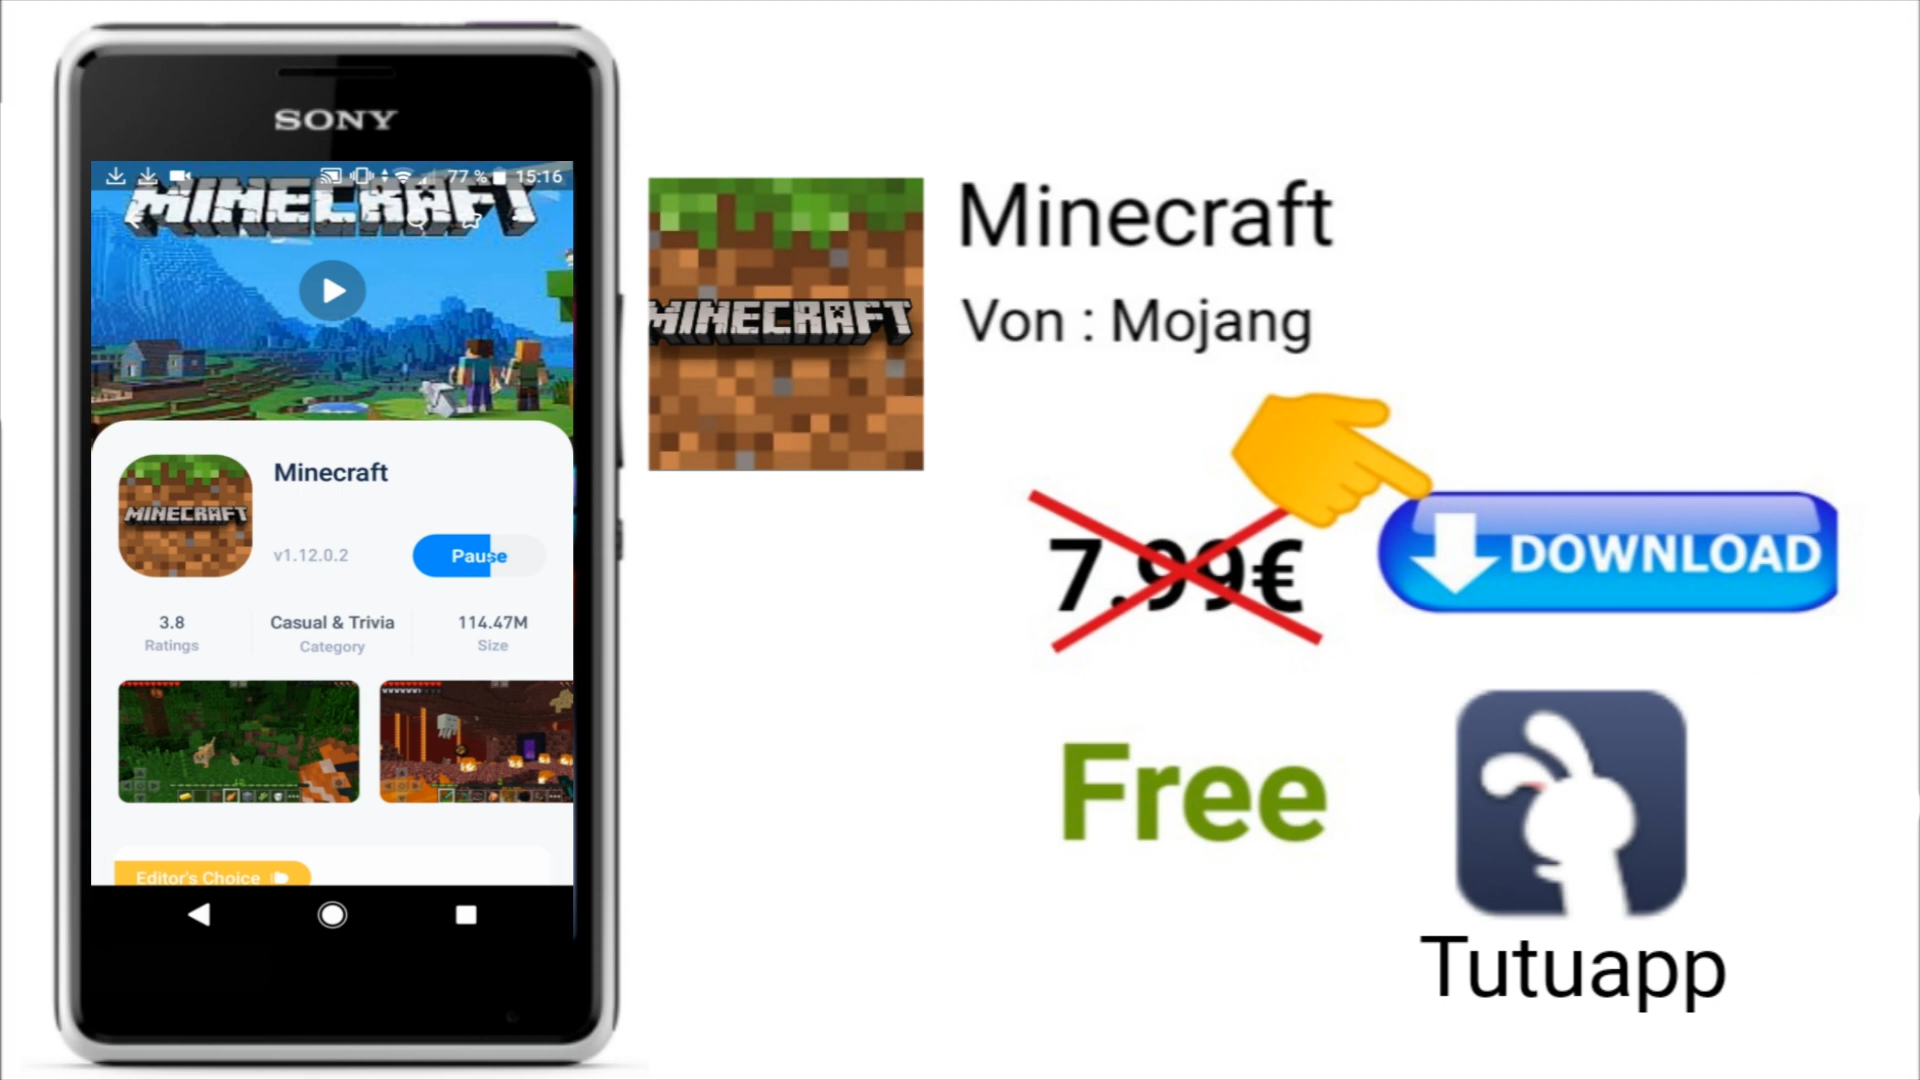 SONY
77 % 15:16
MINECRAFT
Minecraft
MINECRAFT
v1.12.0.2
Pause
3.8
Casual & Trivia
114.47M
Ratings
Category
Size
Editor's Choice
MINECRAFT
Minecraft
Von : Mojang
7.99€
DOWNLOAD
Free
Tutuapp